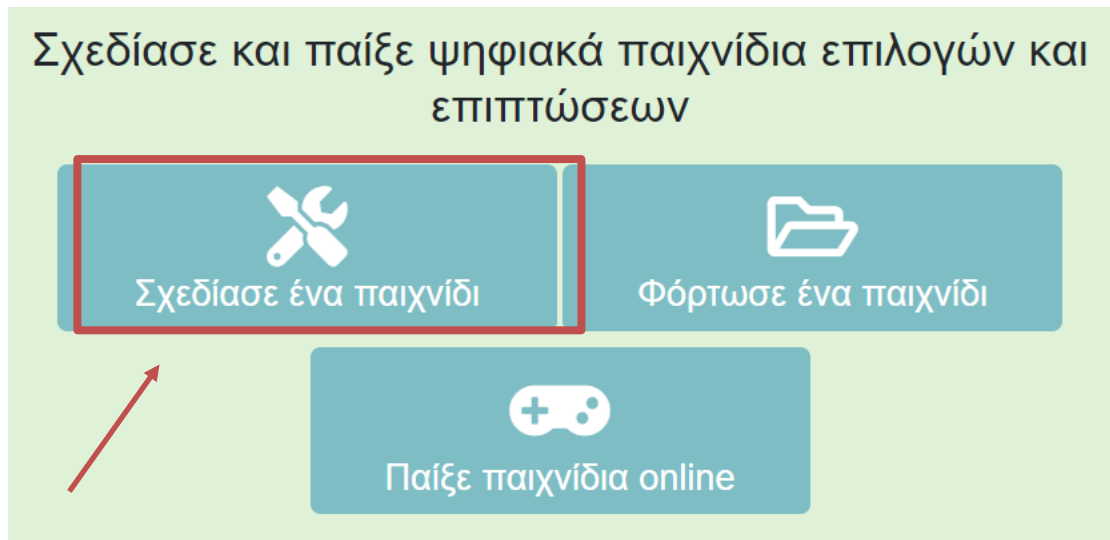 Σχεδίασε και παίξε ψηφιακά παιχνίδια επιλογών και
επιπτώσεων
Σχεδίασε ένα παιχνίδι
Φόρτωσε ένα παιχνίδι
Παίξε παιχνίδια online